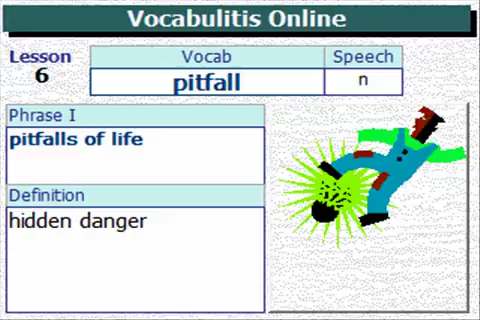 Vocabulitis Online
Lesson Vocab Speech
6 pitfall n
Phrase I
pitfalls of life
Definition
hidden danger